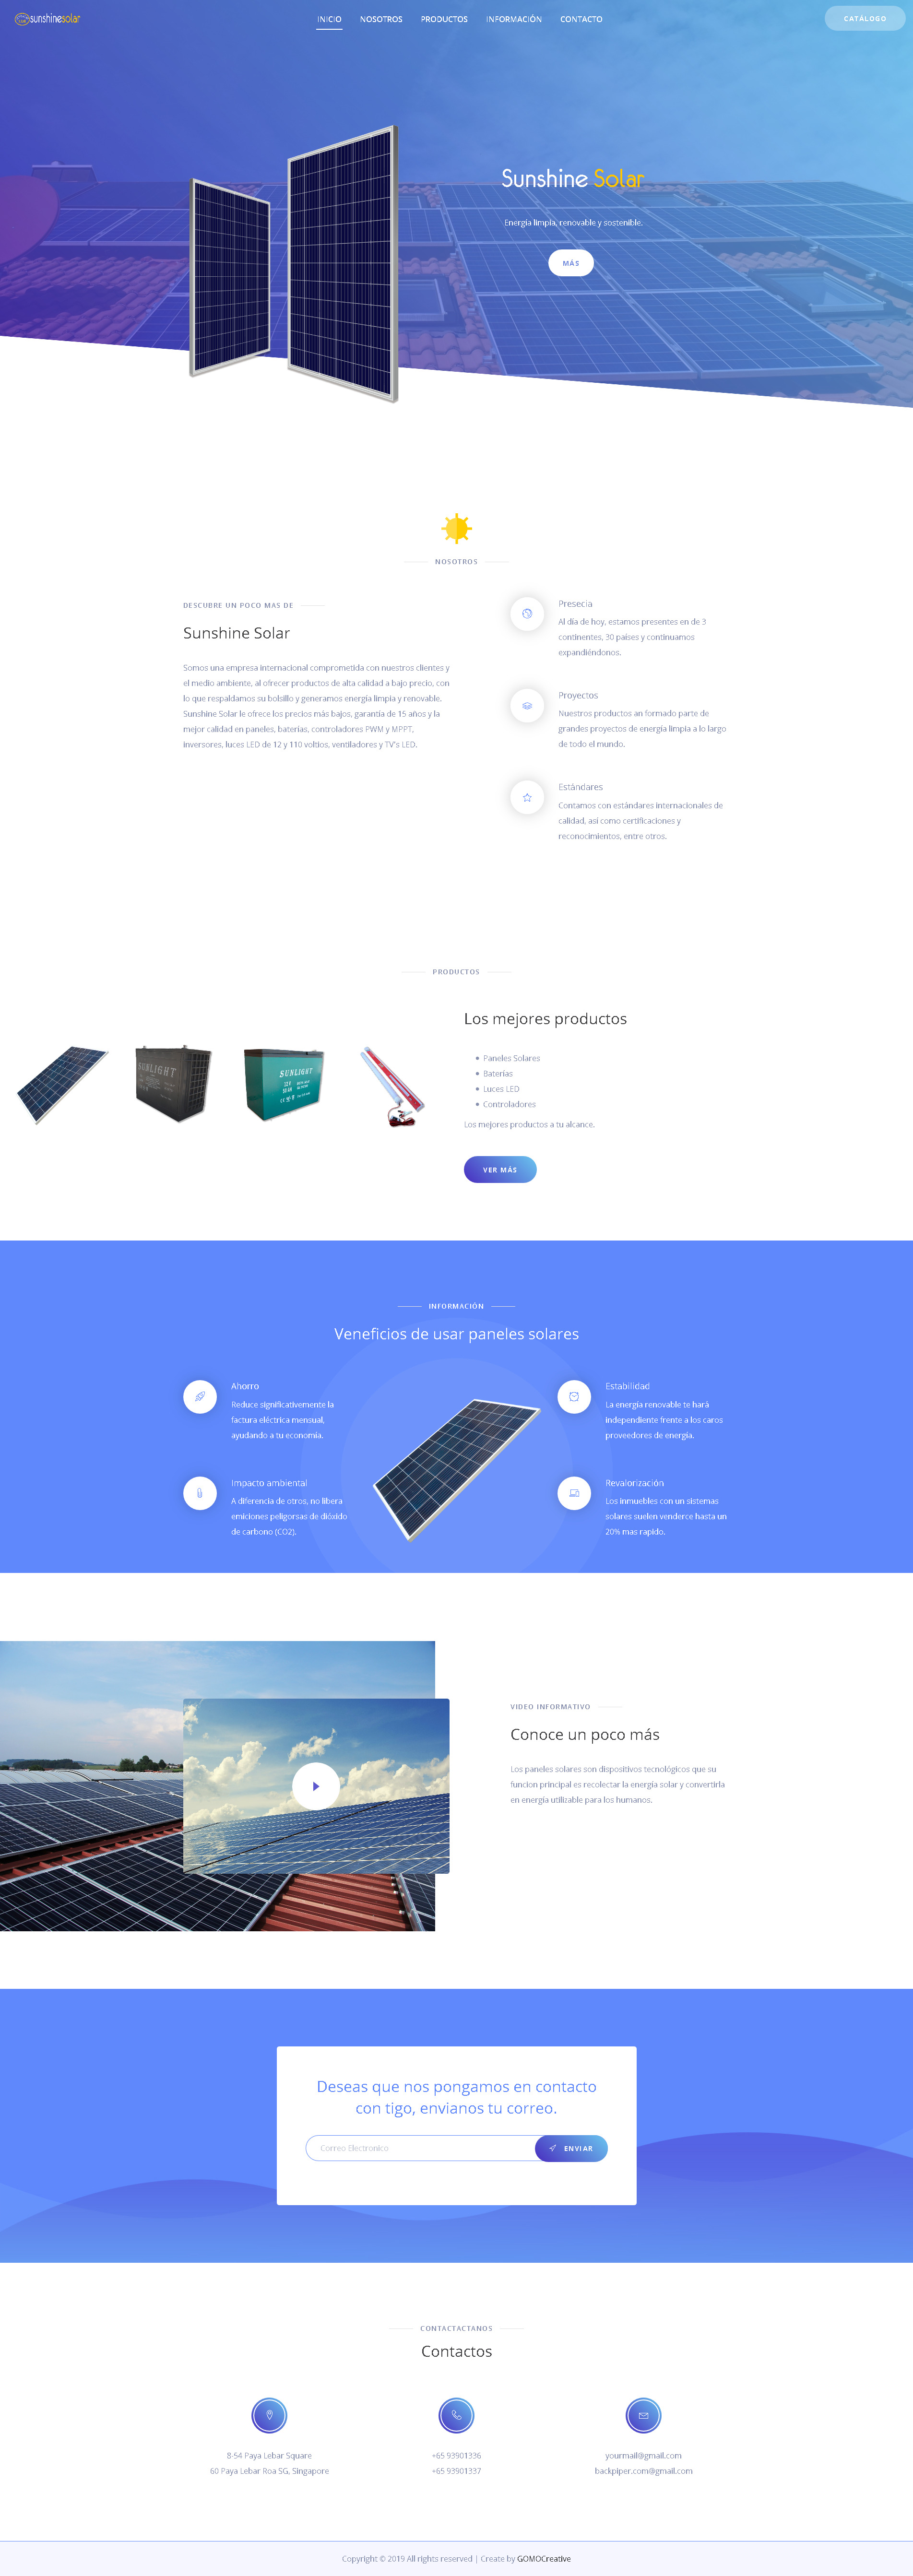 sunshinesolar
INICIO NOSOTROS PRODUCTOS INFORMACIÓN CONTACTO
CATÁLOGO
Sunshine Solar
Energía limpia, renovable y sostenible.
MÁS
NOSOTROS
DESCUBRE UN POCO MAS DE
Sunshine Solar
Somos una empresa internacional comprometida con nuestros clientes y
el medio ambiente, al ofrecer productos de alta calidad a bajo precio, con
lo que respaldamos su bolsillo y generamos energía limpia y renovable.
Sunshine Solar le ofrece los precios más bajos, garantía de 15 años y la
mejor calidad en paneles, baterías, controladores PWM y MPPT,
inversores, luces LED de 12 y 110 voltios, ventiladores y TV's LED.
Presecia
Al día de hoy, estamos presentes en de 3
continentes, 30 países y continuamos
expandiéndonos.
Proyectos
Nuestros productos an formado parte de
grandes proyectos de energía limpia a lo largo
de todo el mundo.
Estándares
Contamos con estándares internacionales de
calidad, así como certificaciones y
reconocimientos, entre otros.
PRODUCTOS
SUNLIGHT
SUNLIGHT
Los mejores productos
Paneles Solares
Baterías
Luces LED
Controladores
Los mejores productos a tu alcance.
VER MÁS
INFORMACIÓN
Veneficios de usar paneles solares
Ahorro
Reduce significativemente la
factura eléctrica mensual,
ayudando a tu economía.
Impacto ambiental
A diferencia de otros, no libera
emiciones peligorsas de dióxido
de carbono (CO2).
Estabilidad
La energía renovable te hará
independiente frente a los caros
proveedores de energía.
Revalorización
Los inmuebles con un sistemas
solares suelen venderce hasta un
20% mas rapido.
VIDEO INFORMATIVO
Conoce un poco más
Los paneles solares son dispositivos tecnológicos que su
funcion principal es recolectar la energía solar y convertirla
en energía utilizable para los humanos.
Deseas que nos pongamos en contacto
con tigo, envianos tu correo.
Correo Electronico
ENVIAR
CONTACTACTANOS
Contactos
8-54 Paya Lebar Square
60 Paya Lebar Roa SG, Singapore
+65 93901336
+65 93901337
yourmail@gmail.com
backpiper.com@gmail.com
Copyright © 2019 All rights reserved | Create by GOMOCreative